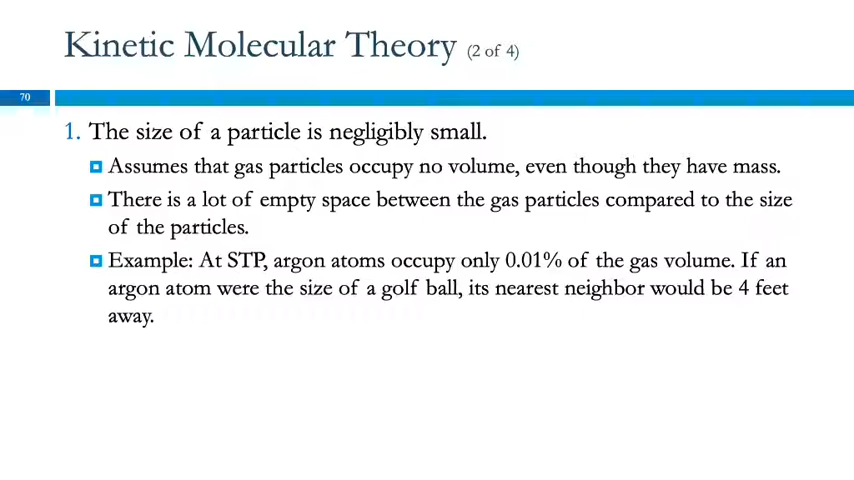 Kinetic Molecular Theory (2 of 4)
70
1. The size of a particle is negligibly small.
Assumes that gas particles occupy no volume, even though they have mass.
There is a lot of empty space between the gas particles compared to the size
of the particles.
Example: At STP, argon atoms occupy only 0.01% of the gas volume. If an
argon atom were the size of a golf ball, its nearest neighbor would be 4 feet
away.